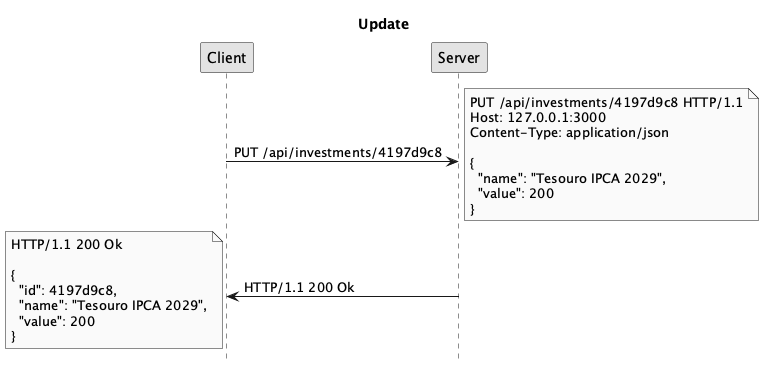 Update
Client
Server
PUT /api/investments/4197d9c8 HTTP/1.1
Host: 127.0.0.1:3000
Content-Type: application/json
{
"name": "Tesouro IPCA 2029",
"value": 200
}
PUT /api/investments/4197d9c8
HTTP/1.1 200 Ok
{
"id": 4197d9c8,
"name": "Tesouro IPCA 2029",
"value": 200
}
HTTP/1.1 200 Ok